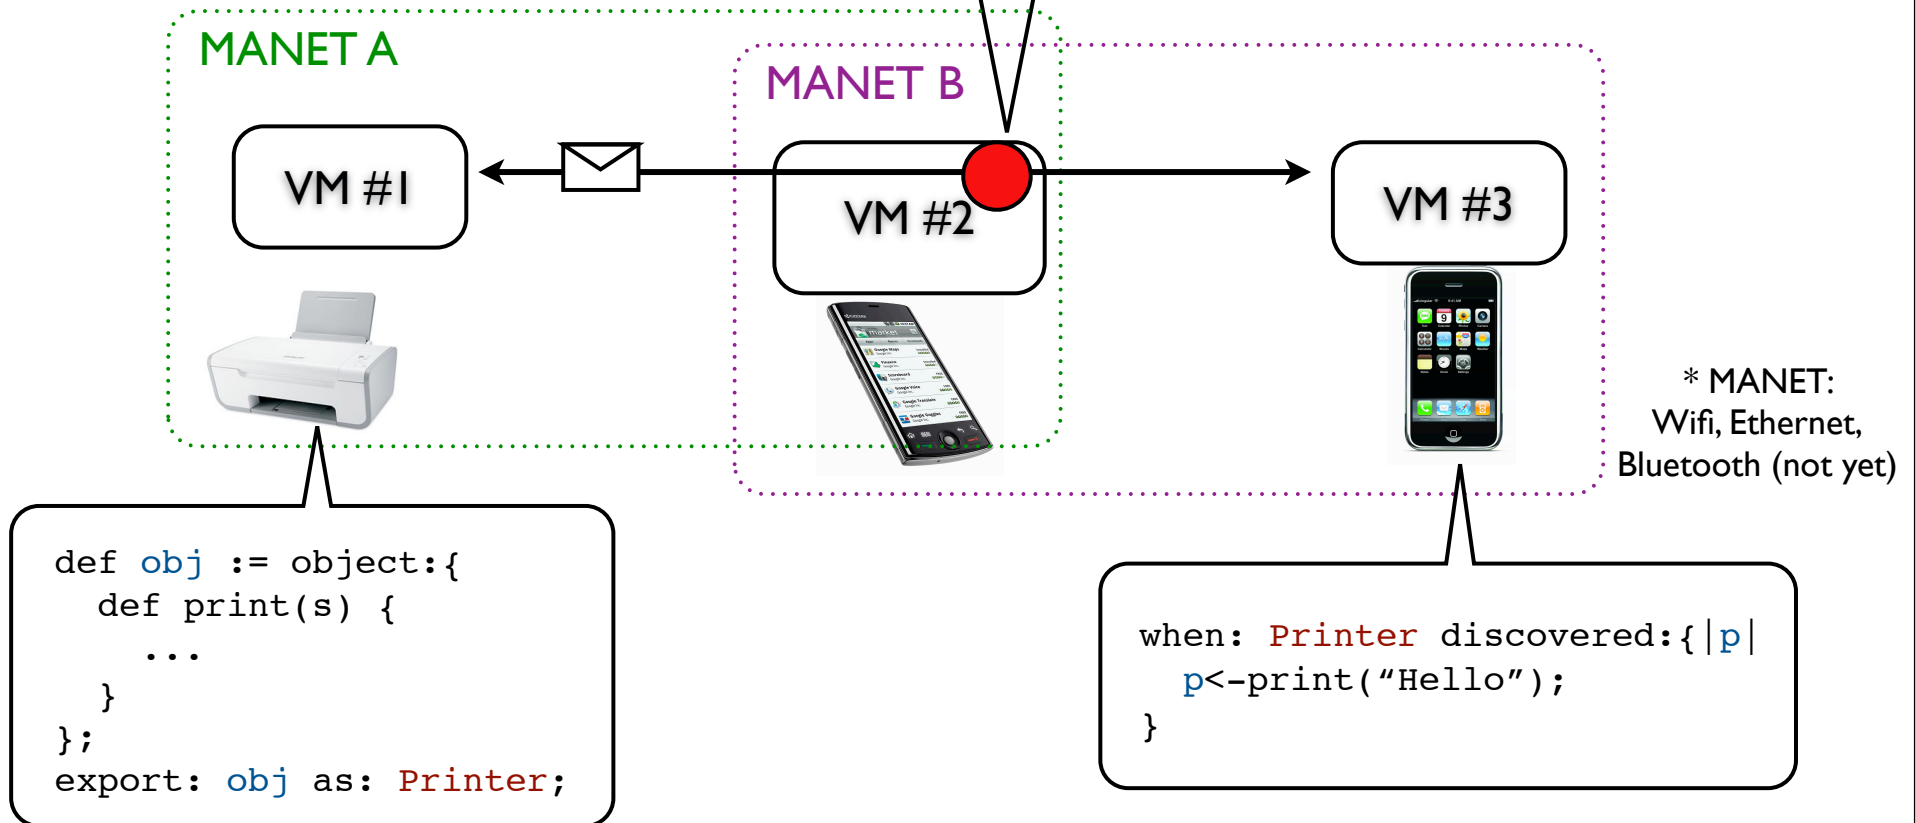 MANET A
MANET B
VM #1
VM #2
VM #3
market
* MANET:
Wifi, Ethernet,
Bluetooth (not yet)
def obj := object:{
def print(s) {
...
}
};
export: obj as: Printer;
when: Printer discovered:{|p|
p<-print(“Hello”);
}